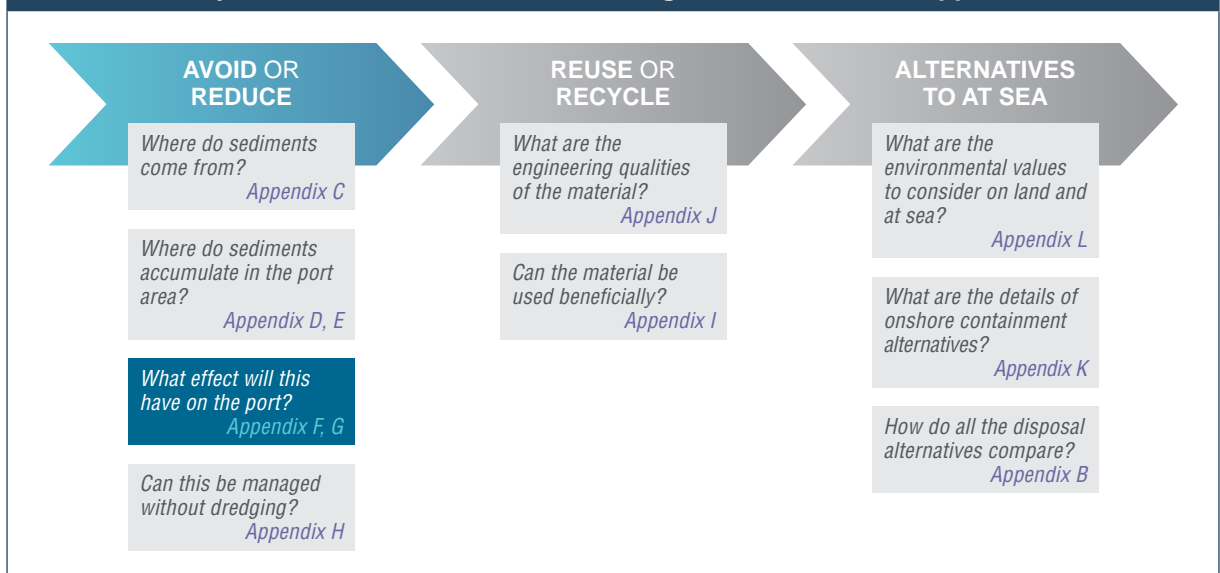 AVOID OR
REDUCE
Where do sediments
come from?
Appendix C
Where do sediments
accumulate in the port
area?
Appendix D, E
What effect will this
have on the port?
Appendix F, G
Can this be managed
without dredging?
Appendix H
REUSE OR
RECYCLE
What are the
engineering qualities
of the material?
Appendix J
Can the material be
used beneficially?
Appendix I
ALTERNATIVES
TO AT SEA
What are the
environmental values
to consider on land and
at sea?
Appendix L
What are the details of
onshore containment
alternatives?
Appendix K
How do all the disposal
alternatives compare?
Appendix B